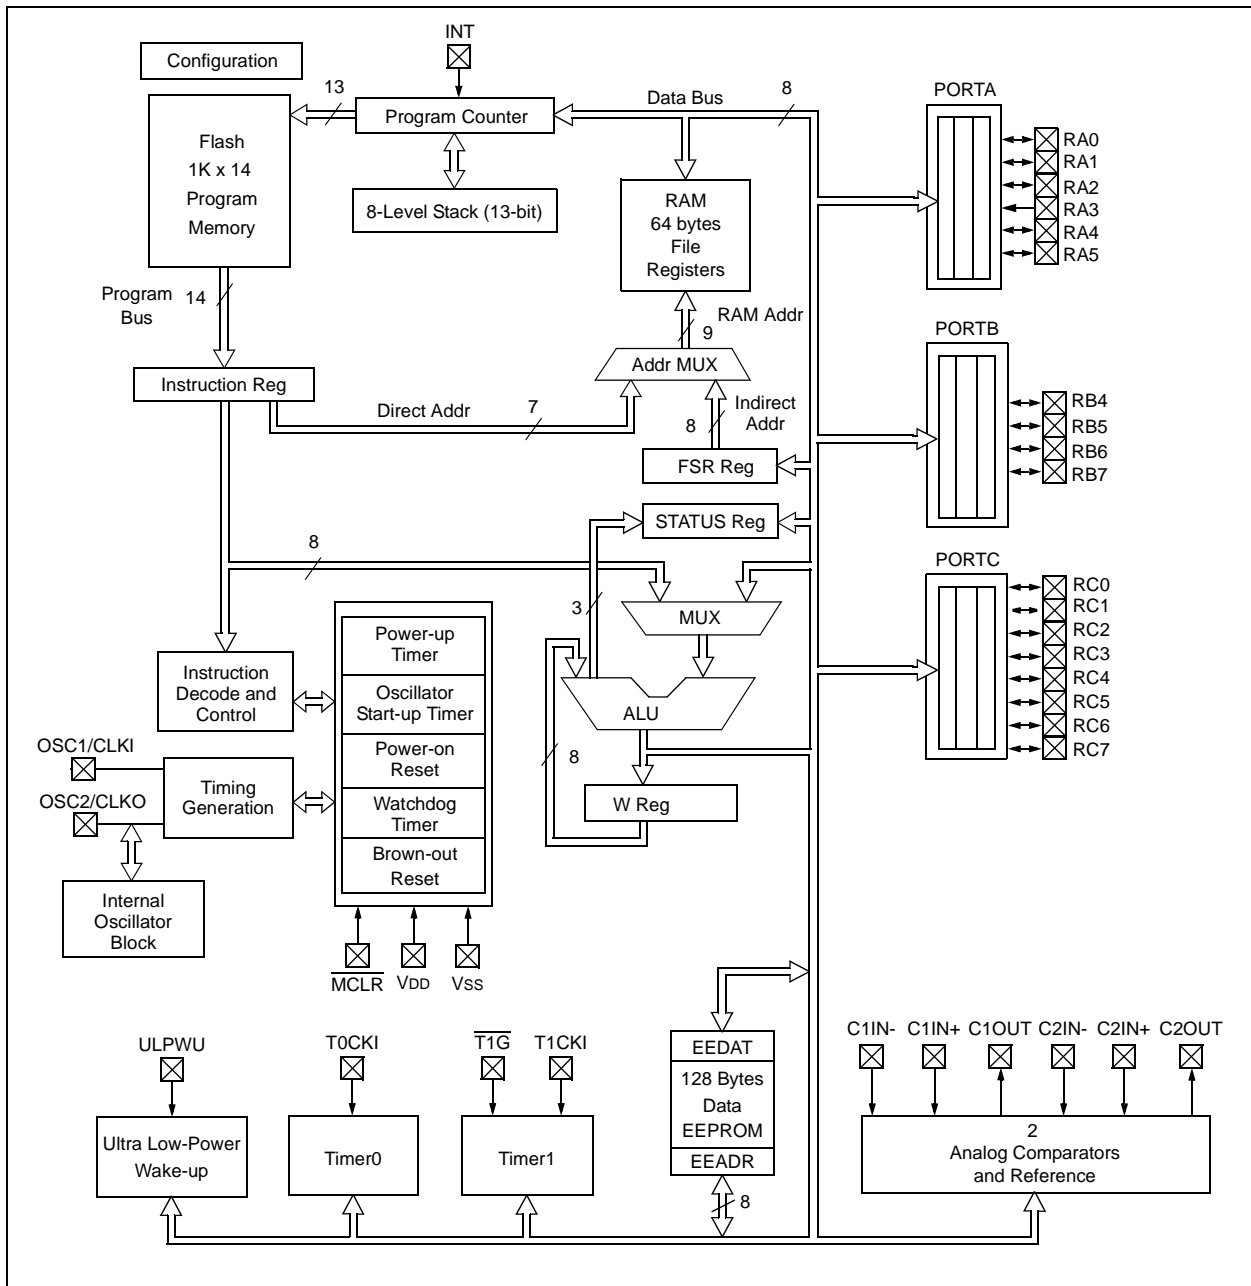 INT
Configuration
13
Data Bus
8
PORTA
Program Counter
Flash
1K x 14
Program
Memory
8-Level Stack (13-bit)
RAM
64 bytes
File
Registers
RA0
RA1
RA2
RA3
RA4
RA5
Program
Bus
14
RAM Addr
9
PORTB
Addr MUX
Instruction Reg
Direct Addr
7
Indirect
Addr
8
FSR Reg
RB4
RB5
RB6
RB7
STATUS Reg
8
PORTC
3
MUX
RC0
RC1
RC2
RC3
RC4
RC5
RC6
RC7
Power-up
Timer
Instruction
Decode and
Control
Oscillator
Start-up Timer
ALU
OSC1/CLKI
Power-on
Reset
8
OSC2/CLKO
Timing
Generation
Watchdog
Timer
W Reg
Brown-out
Reset
Internal
Oscillator
Block
MCLR
VDD
VSS
ULPWU
T0CKI
T1G
T1CKI
EEDAT
128 Bytes
Data
EEPROM
EEADR
8
C1IN-
C1IN+
C1OUT
C2IN-
C2IN+
C2OUT
Ultra Low-Power
Wake-up
Timer0
Timer1
2
Analog Comparators
and Reference